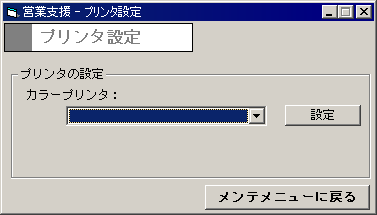 営業支援 - プリンタ設定
プリンタ設定
プリンタの設定
カラープリンタ：
設定
メンテメニューに戻る